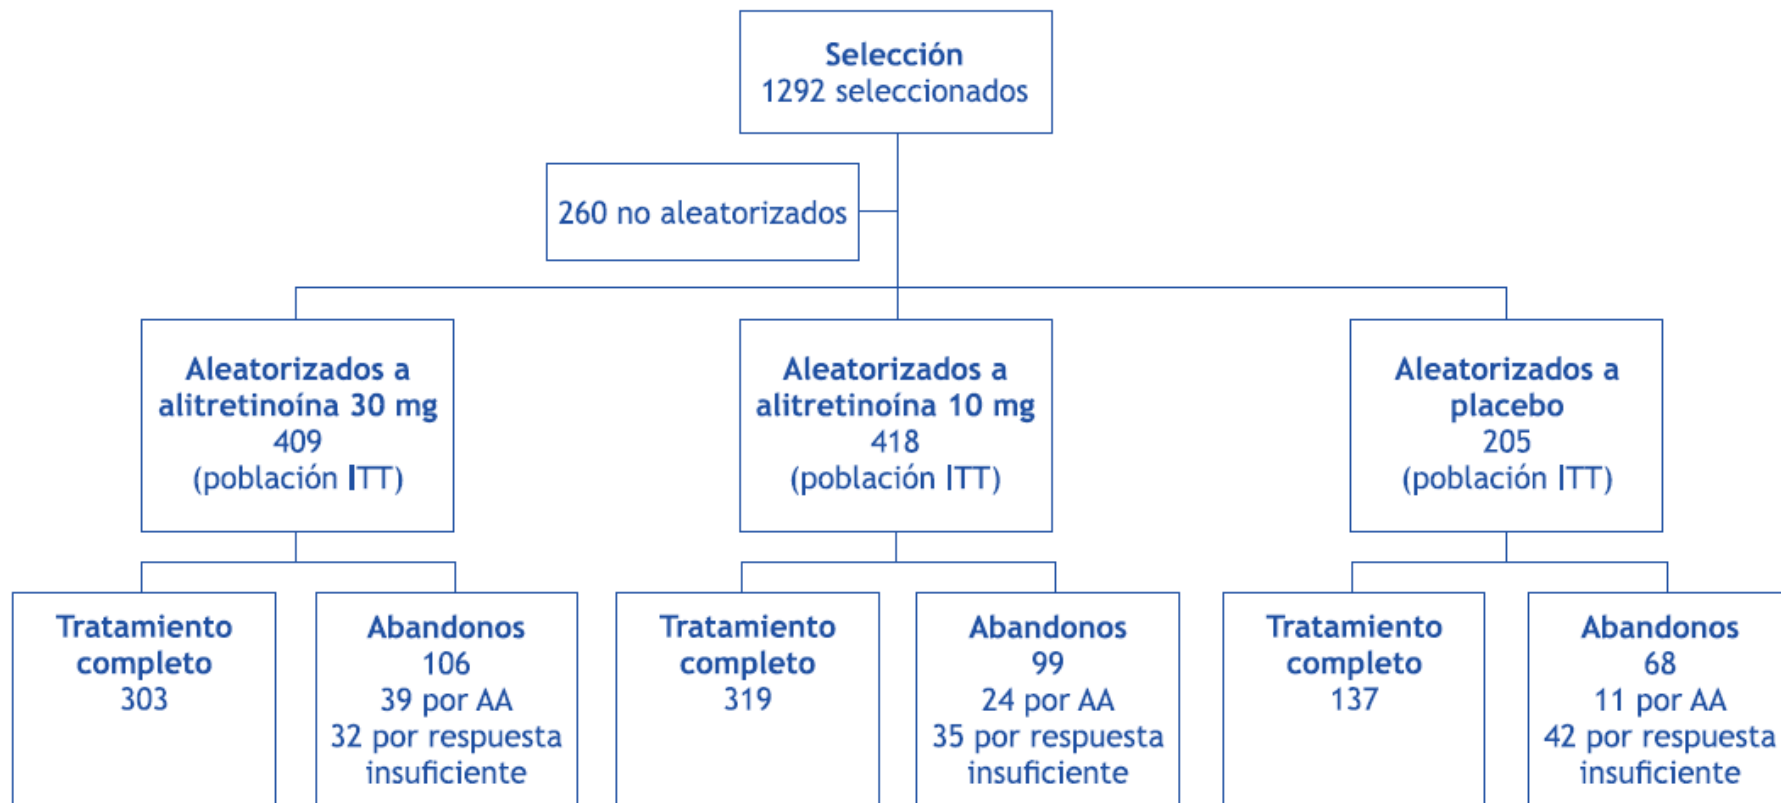 Selección
1292 seleccionados
260 no aleatorizados
Aleatorizados a
alitretinoína 30 mg
409
(población ITT)
Aleatorizados a
alitretinoína 10 mg
418
(población ITT)
Aleatorizados a
placebo
205
(población ITT)
Tratamiento
completo
303
Abandonos
106
39 por AA
32 por respuesta
insuficiente
Tratamiento
completo
319
Abandonos
99
24 por AA
35 por respuesta
insuficiente
Tratamiento
completo
137
Abandonos
68
11 por AA
42 por respuesta
insuficiente